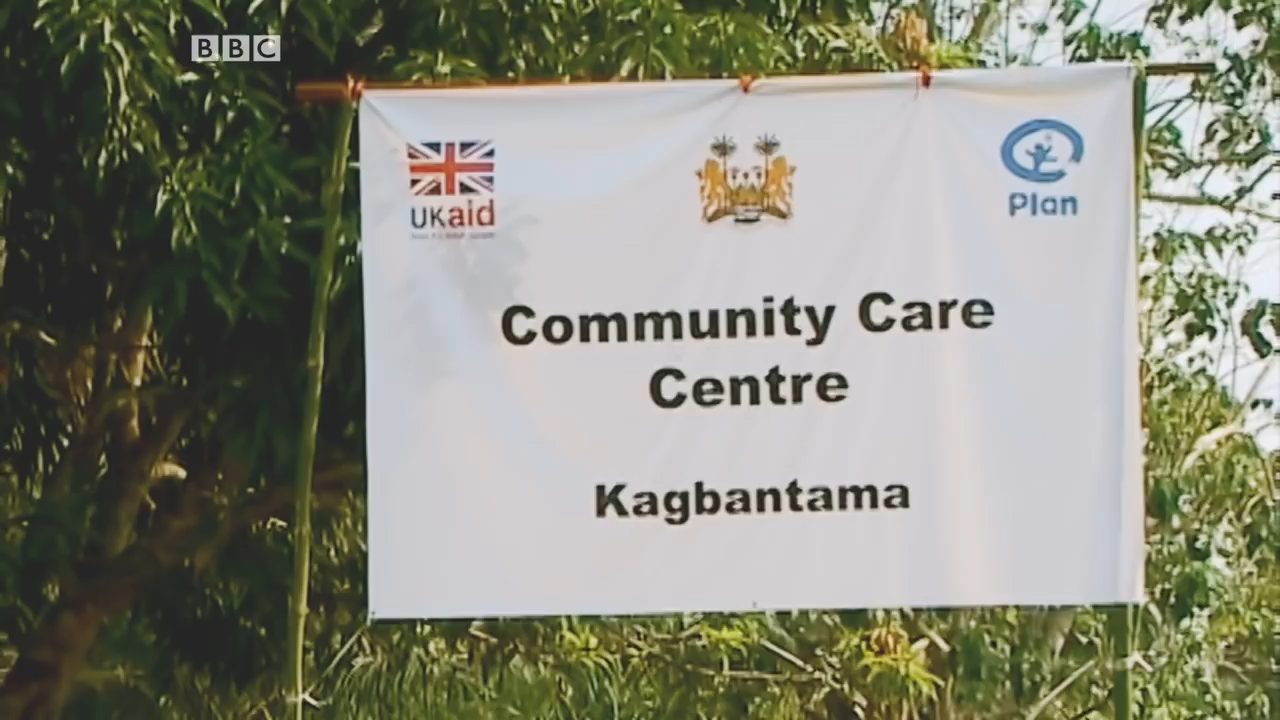 BBC
UKaid
Plan
Community Care
Centre
Kagbantama